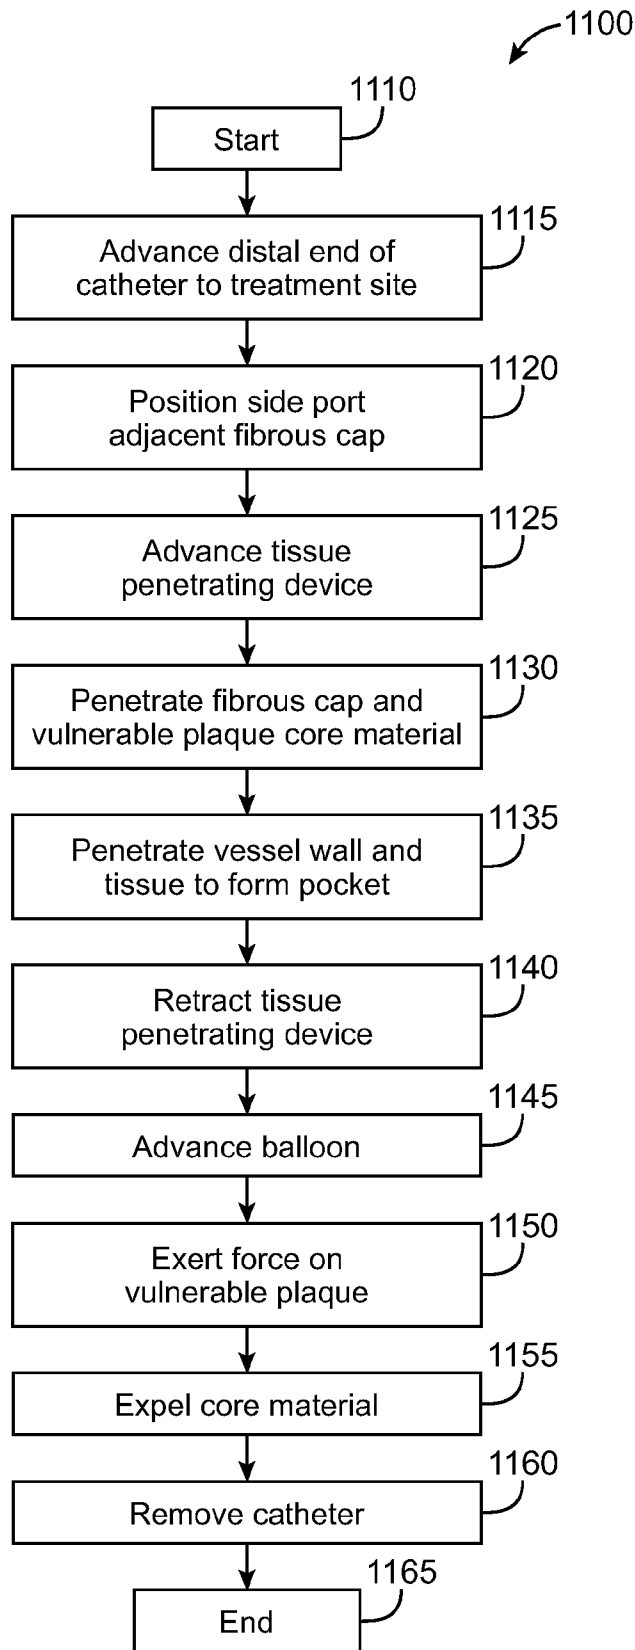 1100
1110
Start
1115
Advance distal end of
catheter to treatment site
1120
Position side port
adjacent fibrous cap
1125
Advance tissue
penetrating device
1130
Penetrate fibrous cap and
vulnerable plaque core material
1135
Penetrate vessel wall and
tissue to form pocket
1140
Retract tissue
penetrating device
1145
Advance balloon
1150
Exert force on
vulnerable plaque
1155
Expel core material
1160
Remove catheter
1165
End